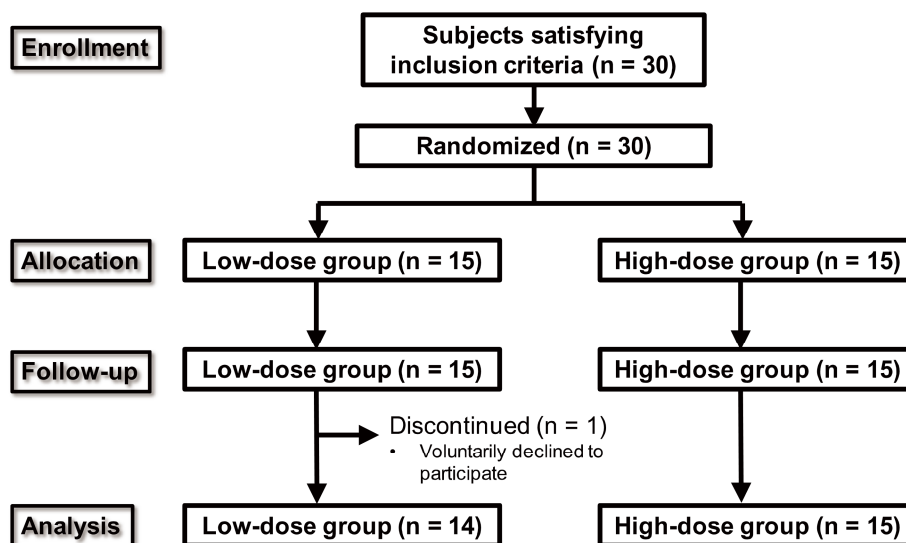 Enrollment
Subjects satisfying
inclusion criteria (n = 30)
Randomized (n = 30)
Allocation
Low-dose group (n = 15)
High-dose group (n = 15)
Follow-up
Low-dose group (n = 15)
High-dose group (n = 15)
Discontinued (n = 1)
• Voluntarily declined to
participate
Analysis
Low-dose group (n = 14)
High-dose group (n = 15)